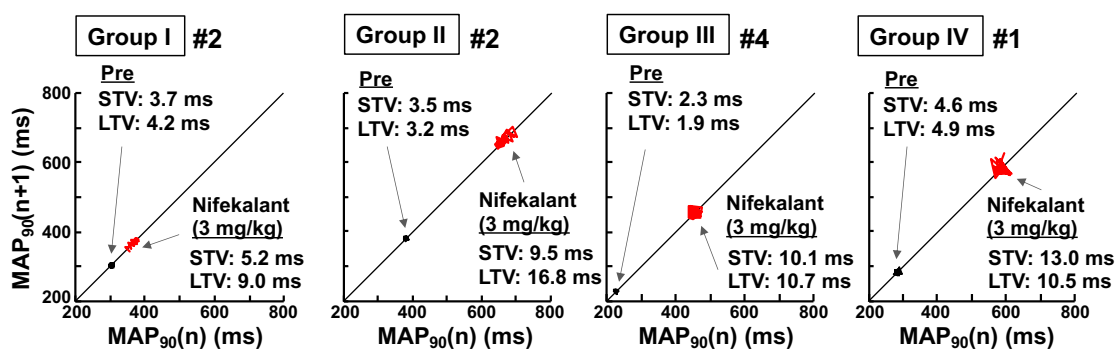 Group I #2
Pre
STV: 3.7 ms
LTV: 4.2 ms
Nifekalant
(3 mg/kg)
STV: 5.2 ms
LTV: 9.0 ms
MAP90(n+1) (ms)
800
600
400
200
200 400 600 800
MAP90(n) (ms)
Group II #2
Pre
STV: 3.5 ms
LTV: 3.2 ms
Nifekalant
(3 mg/kg)
STV: 9.5 ms
LTV: 16.8 ms
200 400 600 800
MAP90(n) (ms)
Group III #4
Pre
STV: 2.3 ms
LTV: 1.9 ms
Nifekalant
(3 mg/kg)
STV: 10.1 ms
LTV: 10.7 ms
200 400 600 800
MAP90(n) (ms)
Group IV #1
Pre
STV: 4.6 ms
LTV: 4.9 ms
Nifekalant
(3 mg/kg)
STV: 13.0 ms
LTV: 10.5 ms
200 400 600 800
MAP90(n) (ms)